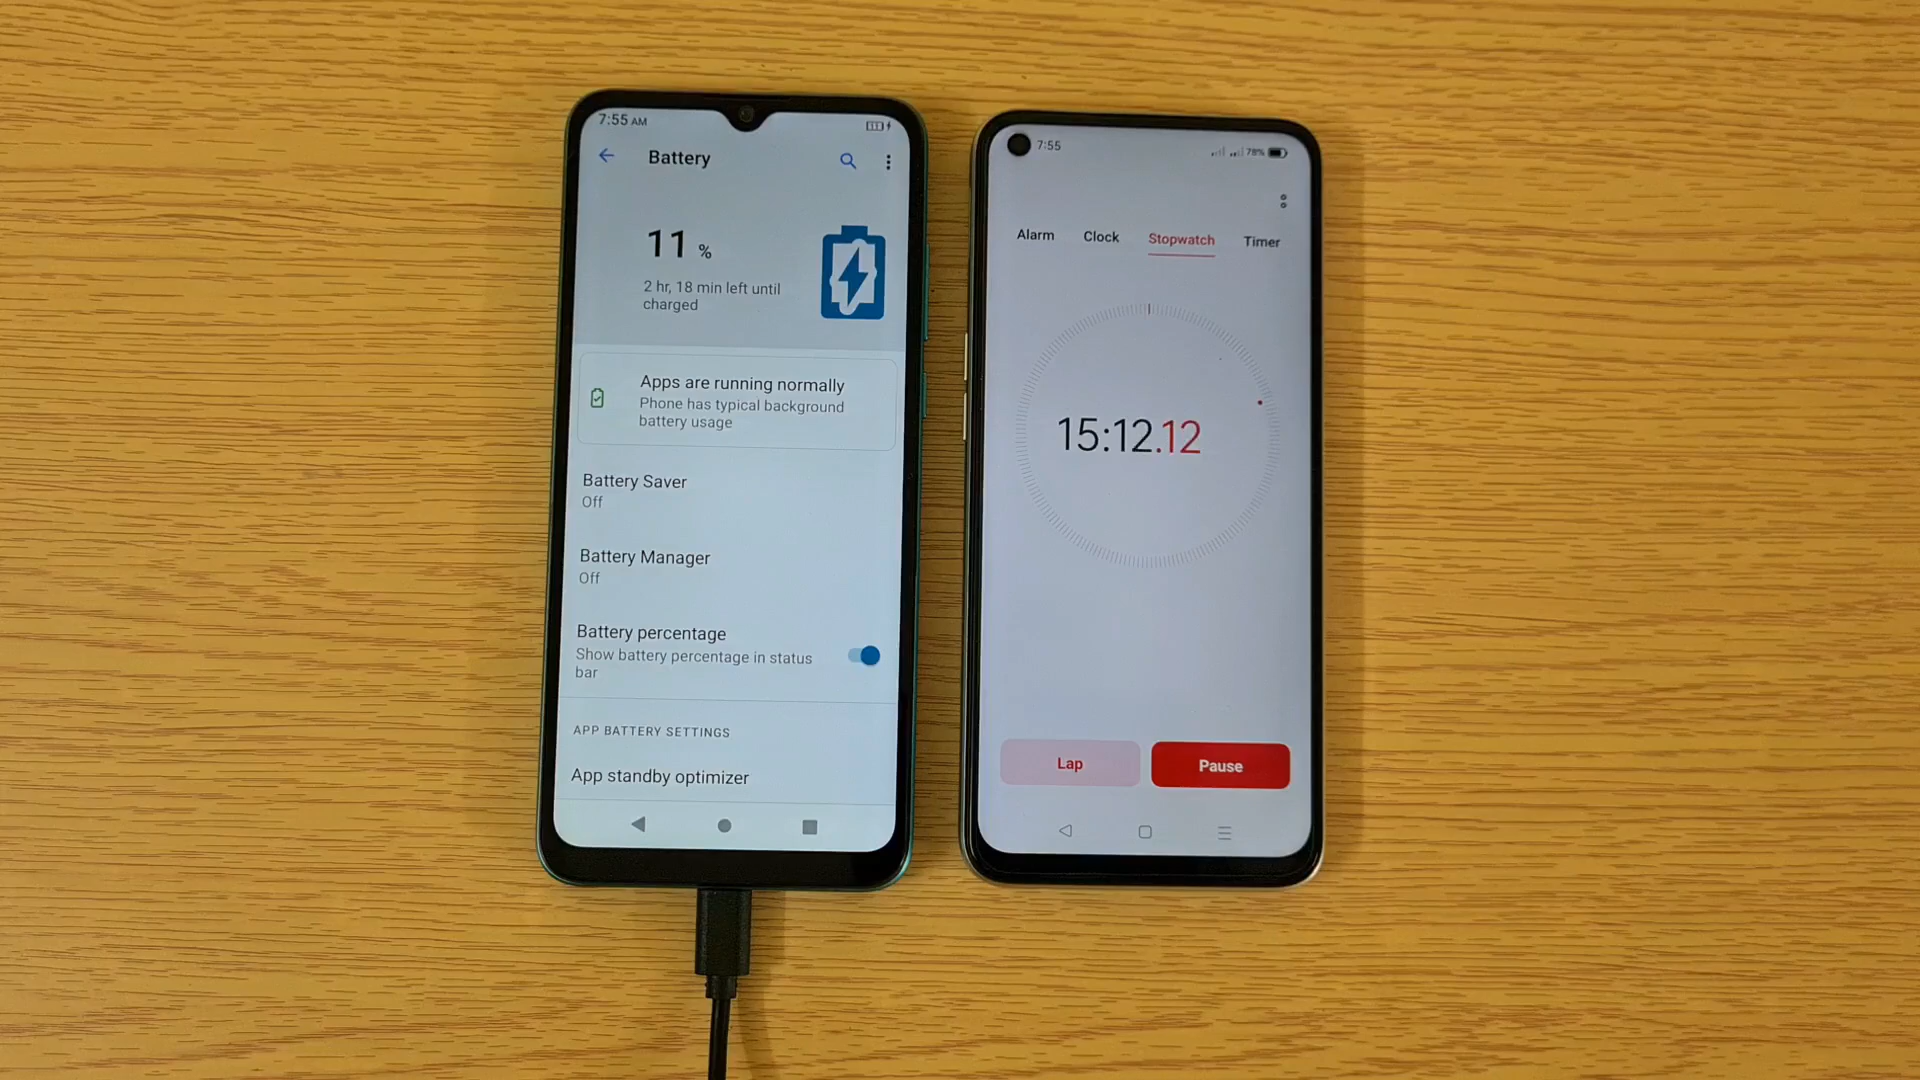 7:55 AM
11
Battery
11 %
2 hr, 18 min left until
charged
Apps are running normally
Phone has typical background
battery usage
Battery Saver
Off
Battery Manager
Off
Battery percentage
Show battery percentage in status
bar
APP BATTERY SETTINGS
App standby optimizer
7:55
78%
Alarm
Clock
Stopwatch
Timer
15:12.12
Lap
Pause